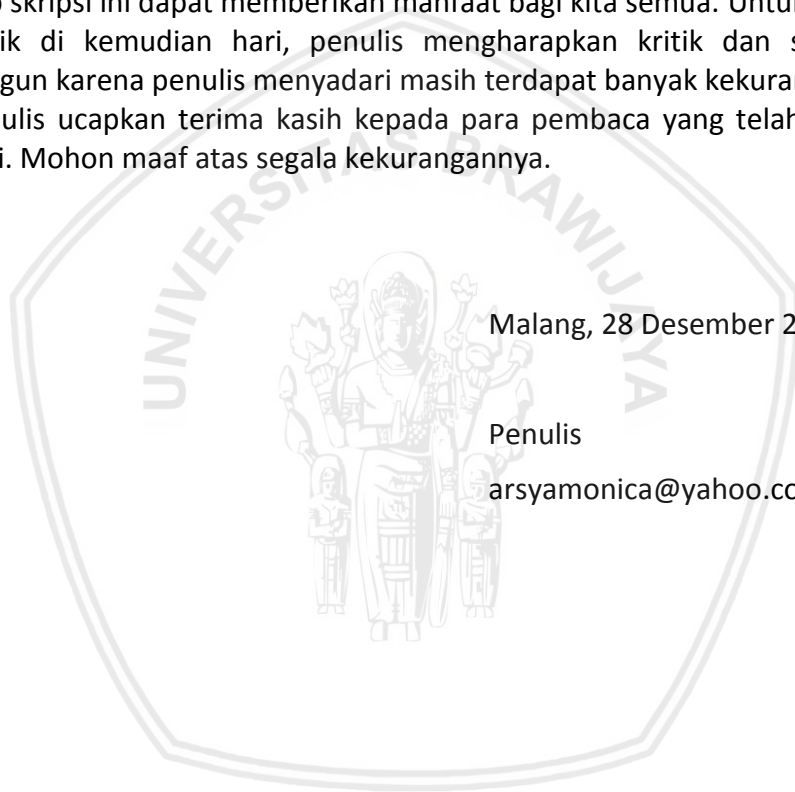 skripsi ini dapat memberikan manfaat bagi kita semua. Untuk
ik di kemudian hari, penulis mengharapkan kritik dan s
gun karena penulis menyadari masih terdapat banyak kekuran
ulis ucapkan terima kasih kepada para pembaca yang telah
i. Mohon maaf atas segala kekurangannya.
UNIVERSITAS BRAWIJAYA
Malang, 28 Desember 2
Penulis
arsyamonica@yahoo.co